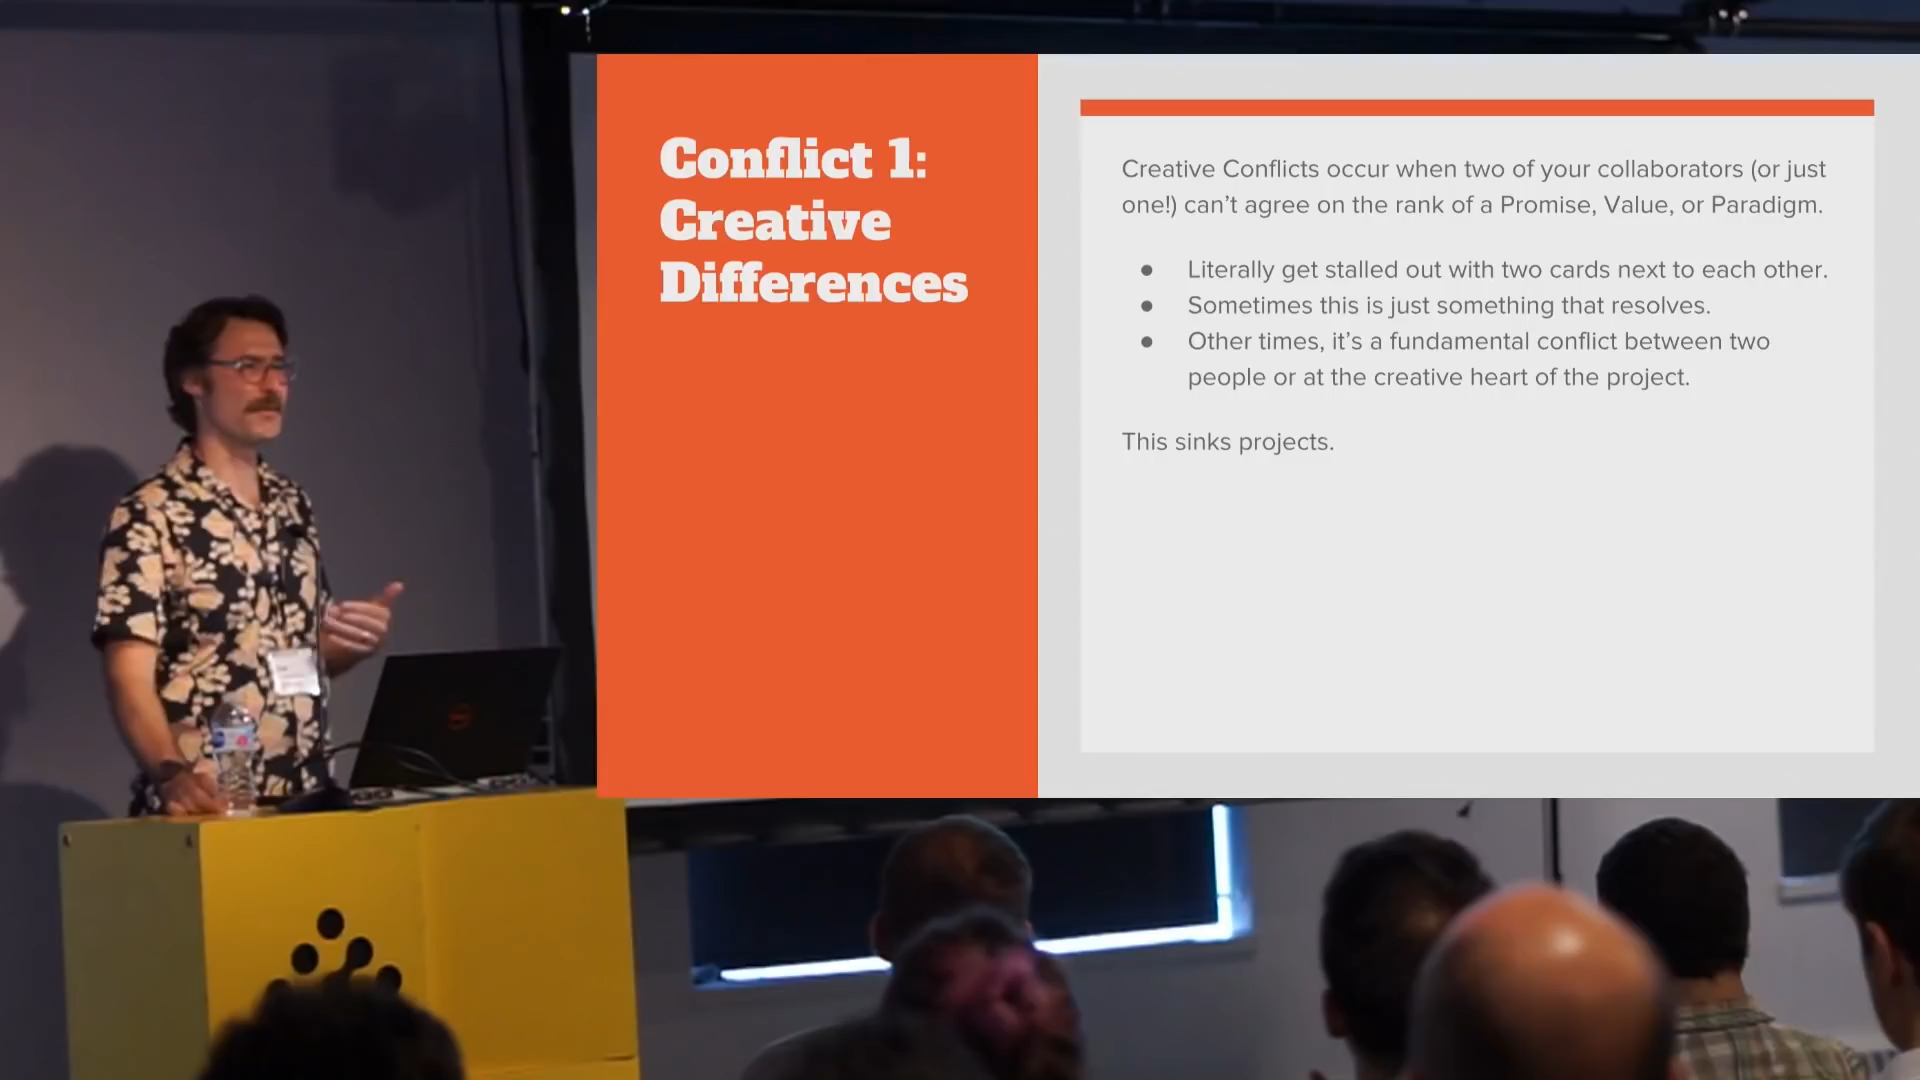 Conflict 1:
Creative
Differences
Creative Conflicts occur when two of your collaborators (or just
one!) can’t agree on the rank of a Promise, Value, or Paradigm.
● Literally get stalled out with two cards next to each other.
● Sometimes this is just something that resolves.
● Other times, it’s a fundamental conflict between two
people or at the creative heart of the project.
This sinks projects.